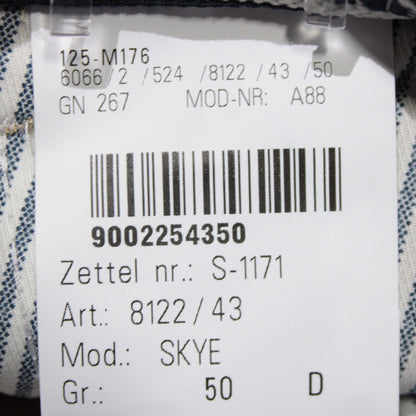 125-M176
6066 / 2 / 524 / 8122 / 43 / 50
GN 267 MOD-NR: A88
9002254350
Zettel nr.: S-1171
Art.: 8122 / 43
Mod.: SKYE
Gr.: 50 D